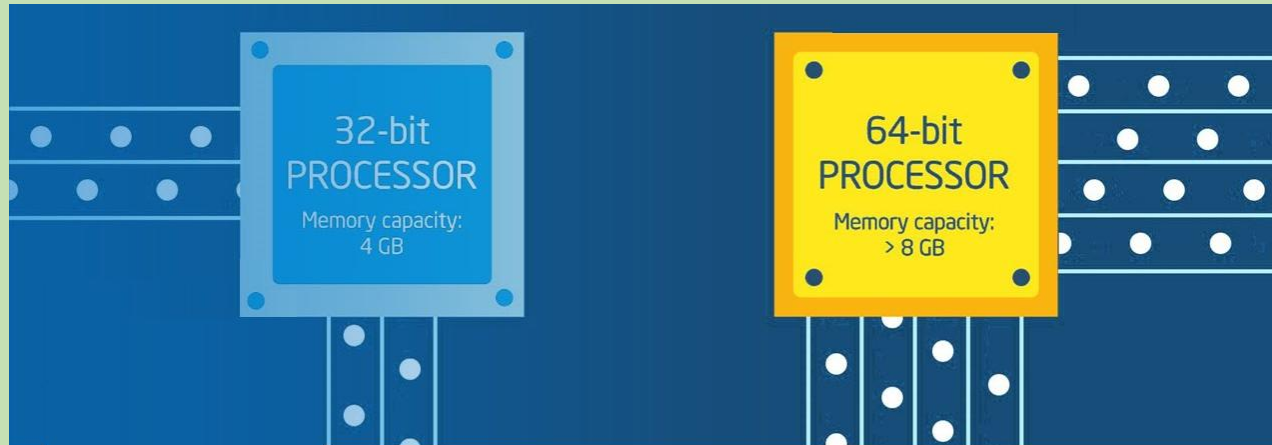 32-bit
PROCESSOR
Memory capacity:
4 GB
64-bit
PROCESSOR
Memory capacity:
> 8 GB